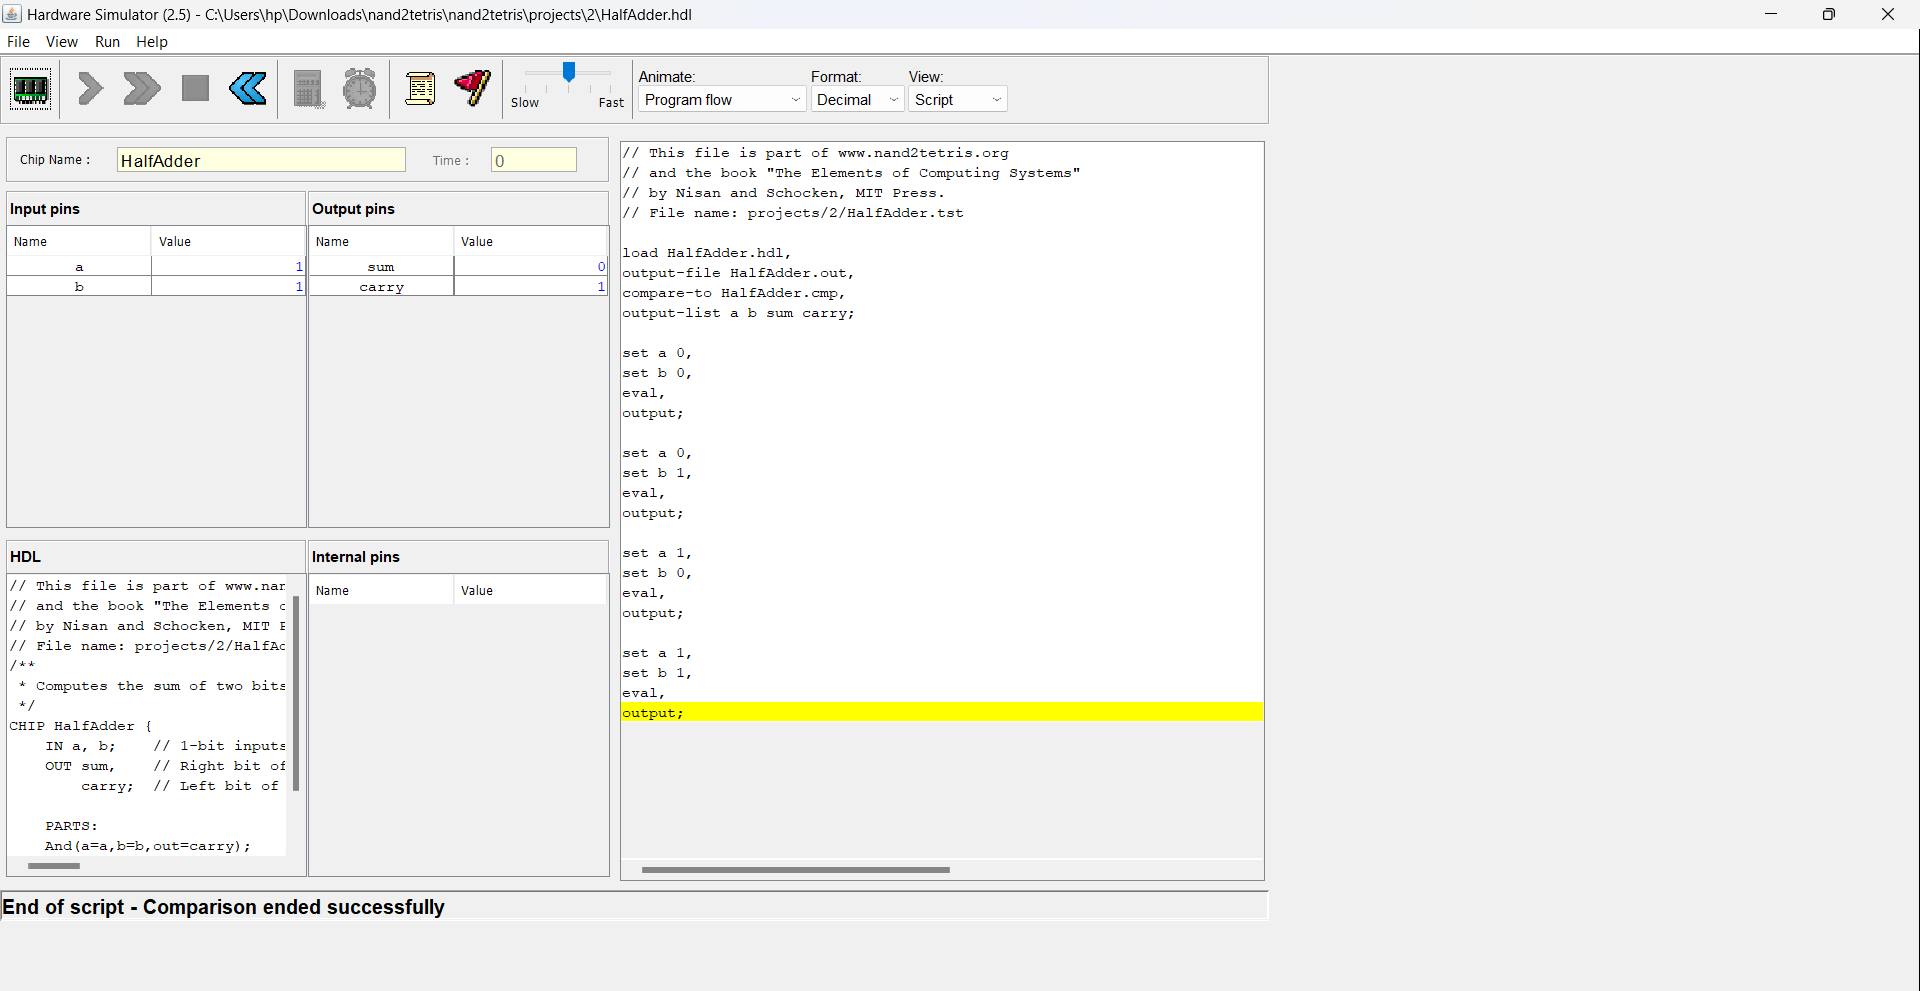 Hardware Simulator (2.5) - C:\Users\hp\Downloads\nand2tetris\nand2tetris\projects\2\HalfAdder.hdl
File View Run Help
Slow Fast
Animate: Format: View:
Program flow Decimal Script
Chip Name : HalfAdder Time : 0
Input pins
Name Value
a 1
b 1
Output pins
Name Value
sum 0
carry 1
HDL
// This file is part of www.nan
// and the book "The Elements o
// by Nisan and Schocken, MIT P
// File name: projects/2/HalfAd
/**
* Computes the sum of two bits
*/
CHIP HalfAdder {
IN a, b; // 1-bit inputs
OUT sum, // Right bit of
carry; // Left bit of
PARTS:
And(a=a,b=b,out=carry);
Internal pins
Name Value
// This file is part of www.nand2tetris.org
// and the book "The Elements of Computing Systems"
// by Nisan and Schocken, MIT Press.
// File name: projects/2/HalfAdder.tst
load HalfAdder.hdl,
output-file HalfAdder.out,
compare-to HalfAdder.cmp,
output-list a b sum carry;
set a 0,
set b 0,
eval,
output;
set a 0,
set b 1,
eval,
output;
set a 1,
set b 0,
eval,
output;
set a 1,
set b 1,
eval,
output;
End of script - Comparison ended successfully